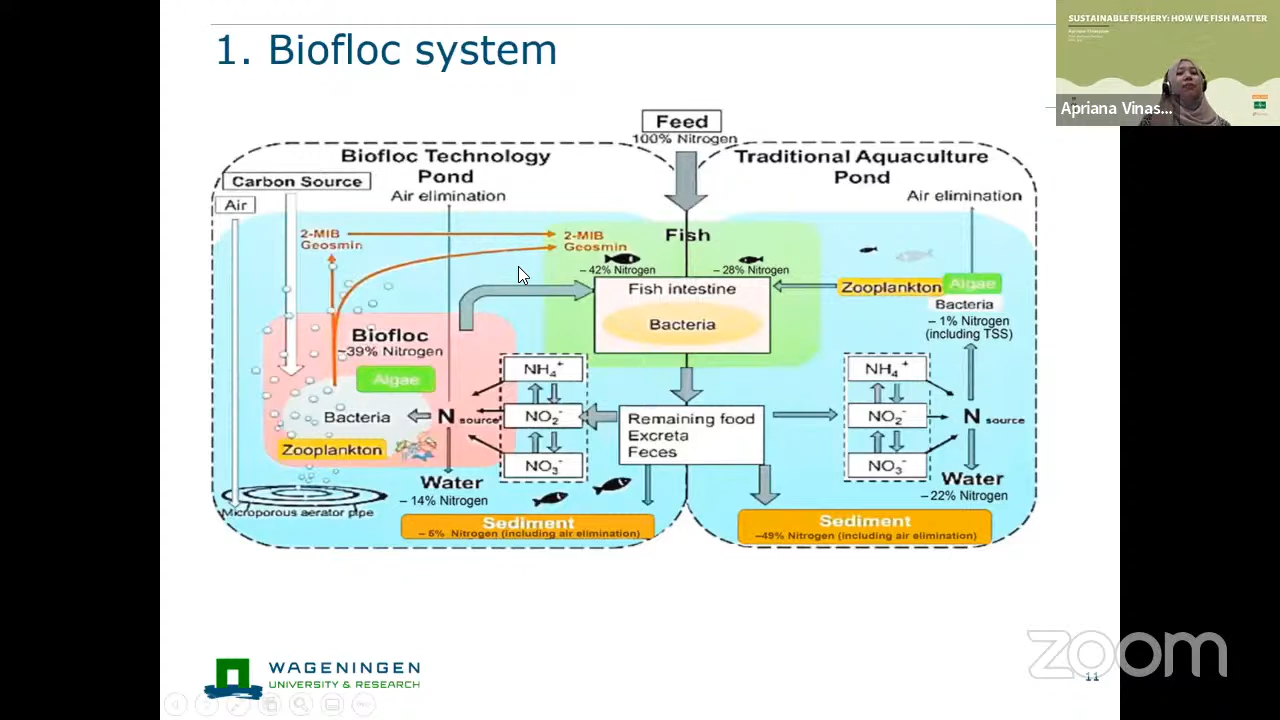 1. Biofloc system
SUSTAINABLE FISHERY: HOW WE FISH MATTER
Apriana Vinas...
Feed
100% Nitrogen
Biofloc Technology
Pond
Air elimination
Traditional Aquaculture
Pond
Air elimination
Carbon Source
Air
2-MIB
Geosmin
2-MIB
Geosmin
Fish
– 42% Nitrogen
– 28% Nitrogen
Fish intestine
Bacteria
Zooplankton
Algae
Bacteria
– 1% Nitrogen
(including TSS)
Biofloc
~39% Nitrogen
Algae
Bacteria
Zooplankton
N source
NH₄⁺
NO₂⁻
NO₃⁻
Remaining food
Excreta
Feces
NH₄⁺
NO₂⁻
NO₃⁻
N source
Water
– 14% Nitrogen
Water
– 22% Nitrogen
Microporous aerator pipe
Sediment
– 5% Nitrogen (including air elimination)
Sediment
–49% Nitrogen (including air elimination)
WAGENINGEN
UNIVERSITY & RESEARCH
zoom
11